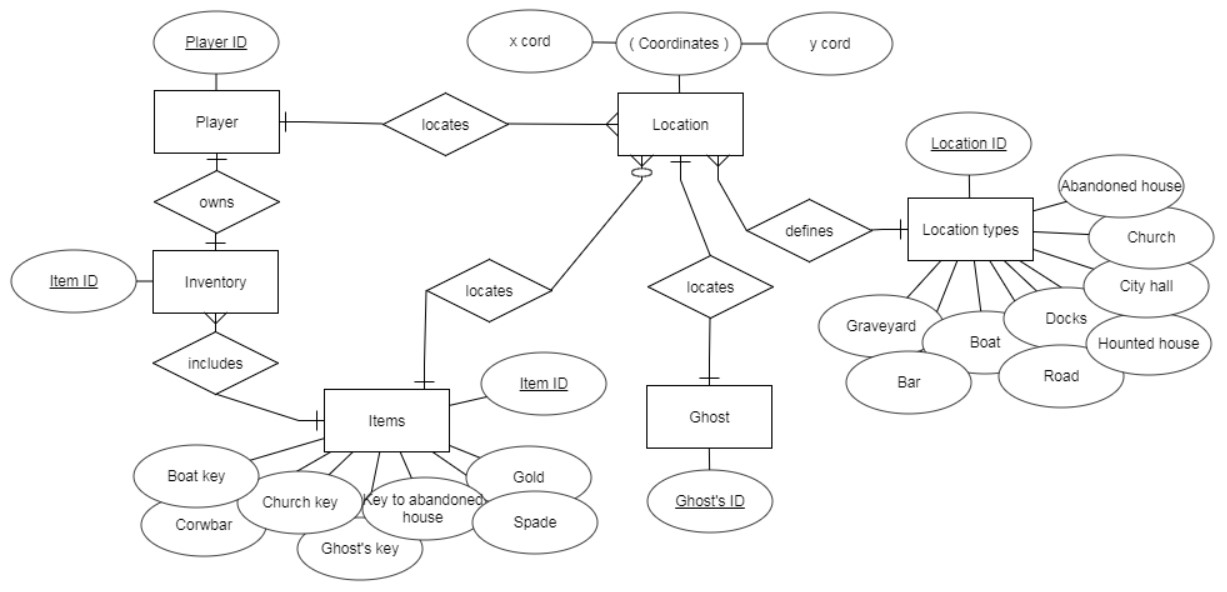 Player ID
x cord
( Coordinates )
y cord
Player
locates
Location
Location ID
Abandoned house
owns
Location types
defines
Church
Item ID
Inventory
locates
locates
City hall
Graveyard
Docks
Boat
Hounted house
includes
Item ID
Bar
Road
Items
Ghost
Boat key
Gold
Church key
Key to abandoned
house
Ghost's ID
Corwbar
Spade
Ghost's key